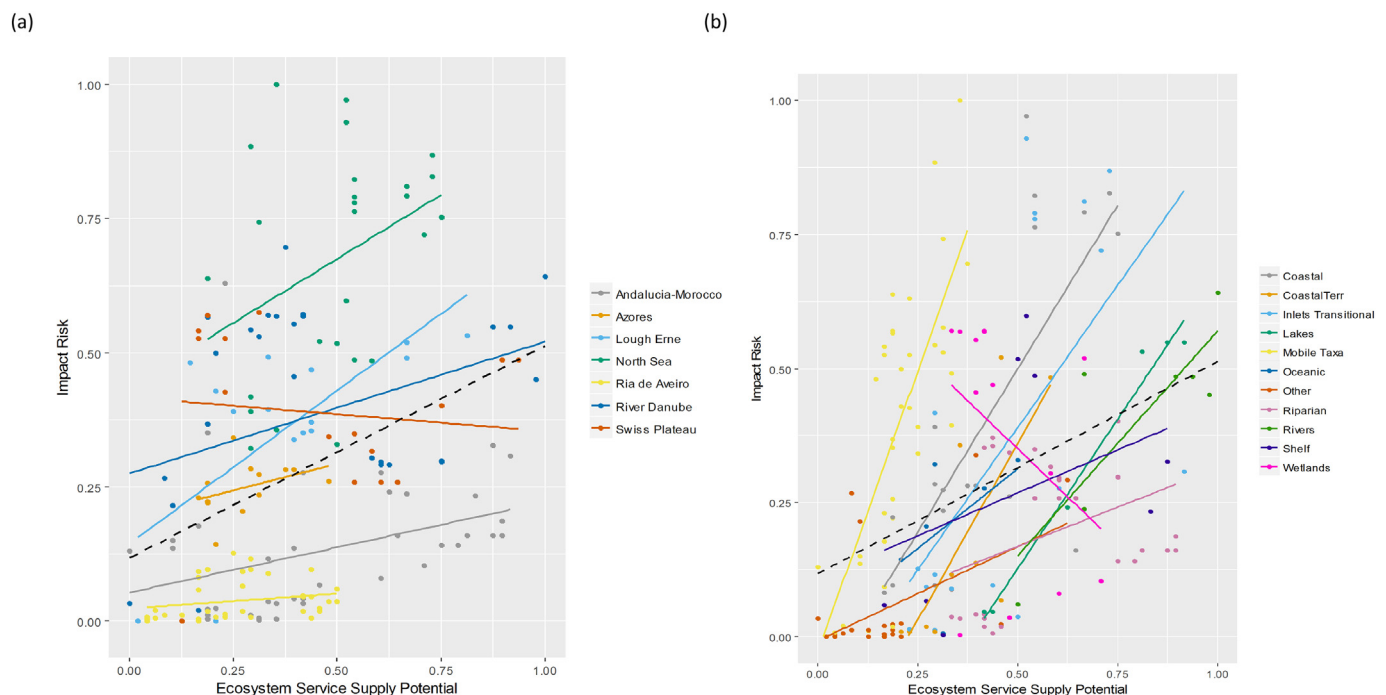 (a)
Impact Risk
1.00
0.75
0.50
0.25
0.00
0.00
0.25
0.50
0.75
1.00
Ecosystem Service Supply Potential
Andalucia-Morocco
Azores
Lough Erne
North Sea
Ria de Aveiro
River Danube
Swiss Plateau
(b)
Impact Risk
1.00
0.75
0.50
0.25
0.00
0.00
0.25
0.50
0.75
1.00
Ecosystem Service Supply Potential
Coastal
CoastalTerr
Inlets Transitional
Lakes
Mobile Taxa
Oceanic
Other
Riparian
Rivers
Shelf
Wetlands